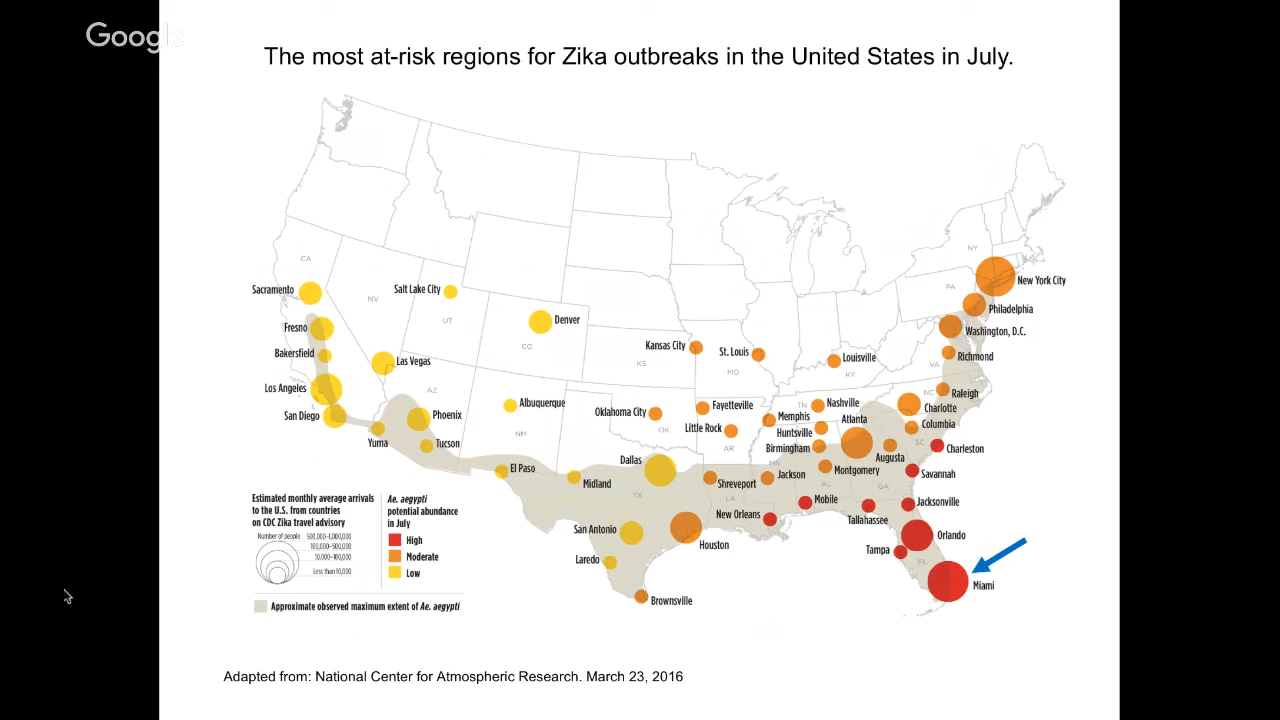 Google
The most at-risk regions for Zika outbreaks in the United States in July.
NY
CA
New York City
PA
Sacramento
Salt Lake City
NV
Philadelphia
Denver
UT
Fresno
Washington, D.C.
CO
Kansas City
St. Louis
Bakersfield
Louisville
Richmond
Las Vegas
KS
VA
MO
KY
Los Angeles
AZ
NC
Raleigh
Albuquerque
Fayetteville
TN
Nashville
Charlotte
Oklahoma City
San Diego
Phoenix
Memphis
Atlanta
Little Rock
OK
Huntsville
Columbia
NM
Yuma
Tucson
AR
Birmingham
SC
Charleston
Dallas
MS
Augusta
El Paso
Montgomery
Jackson
Savannah
Midland
Shreveport
AL
GA
TX
LA
Mobile
Jacksonville
New Orleans
Tallahassee
San Antonio
Orlando
Houston
Tampa
Laredo
FL
Miami
Brownsville
Estimated monthly average arrivals
to the U.S. from countries
on CDC Zika travel advisory
Number of people
500,000–1,000,000
100,000–500,000
10,000–100,000
Less than 10,000
Ae. aegypti
potential abundance
in July
High
Moderate
Low
Approximate observed maximum extent of Ae. aegypti
Adapted from: National Center for Atmospheric Research. March 23, 2016